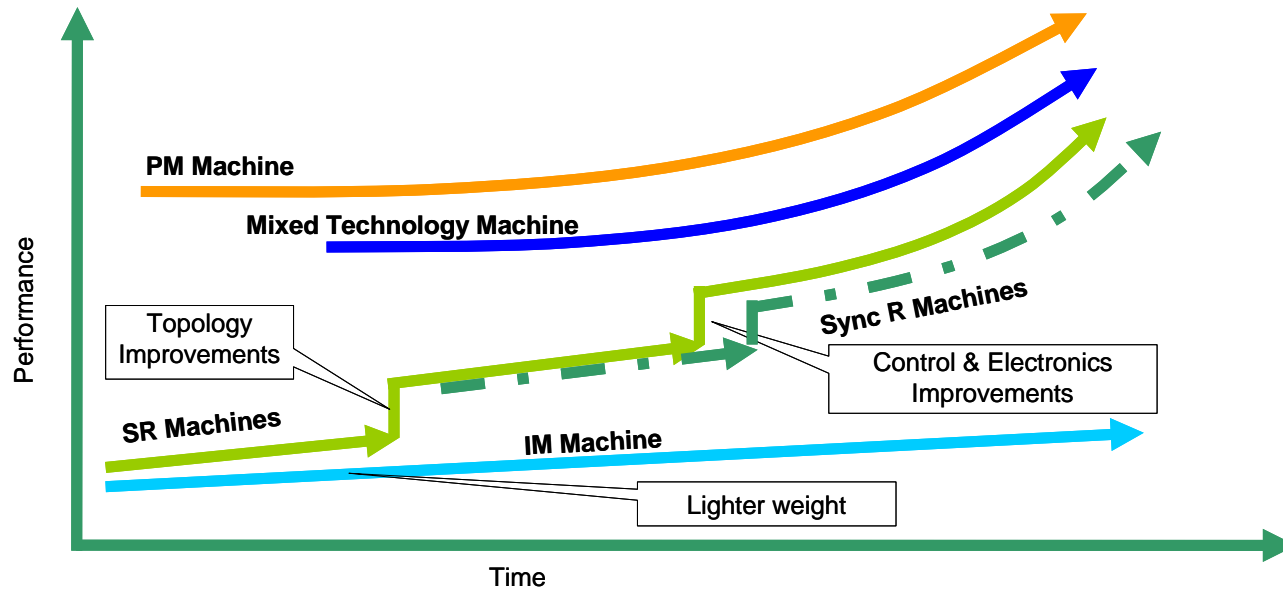 PM Machine
Mixed Technology Machine
Performance
Topology
Improvements
Sync R Machines
Control & Electronics
Improvements
SR Machines
IM Machine
Lighter weight
Time